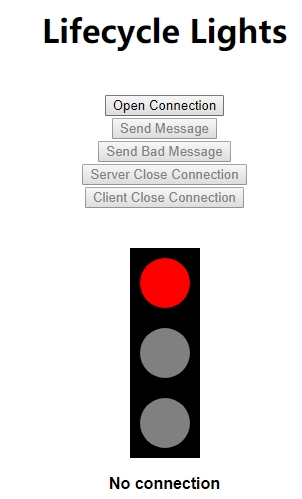 Lifecycle Lights
Open Connection
Send Message
Send Bad Message
Server Close Connection
Client Close Connection
No connection